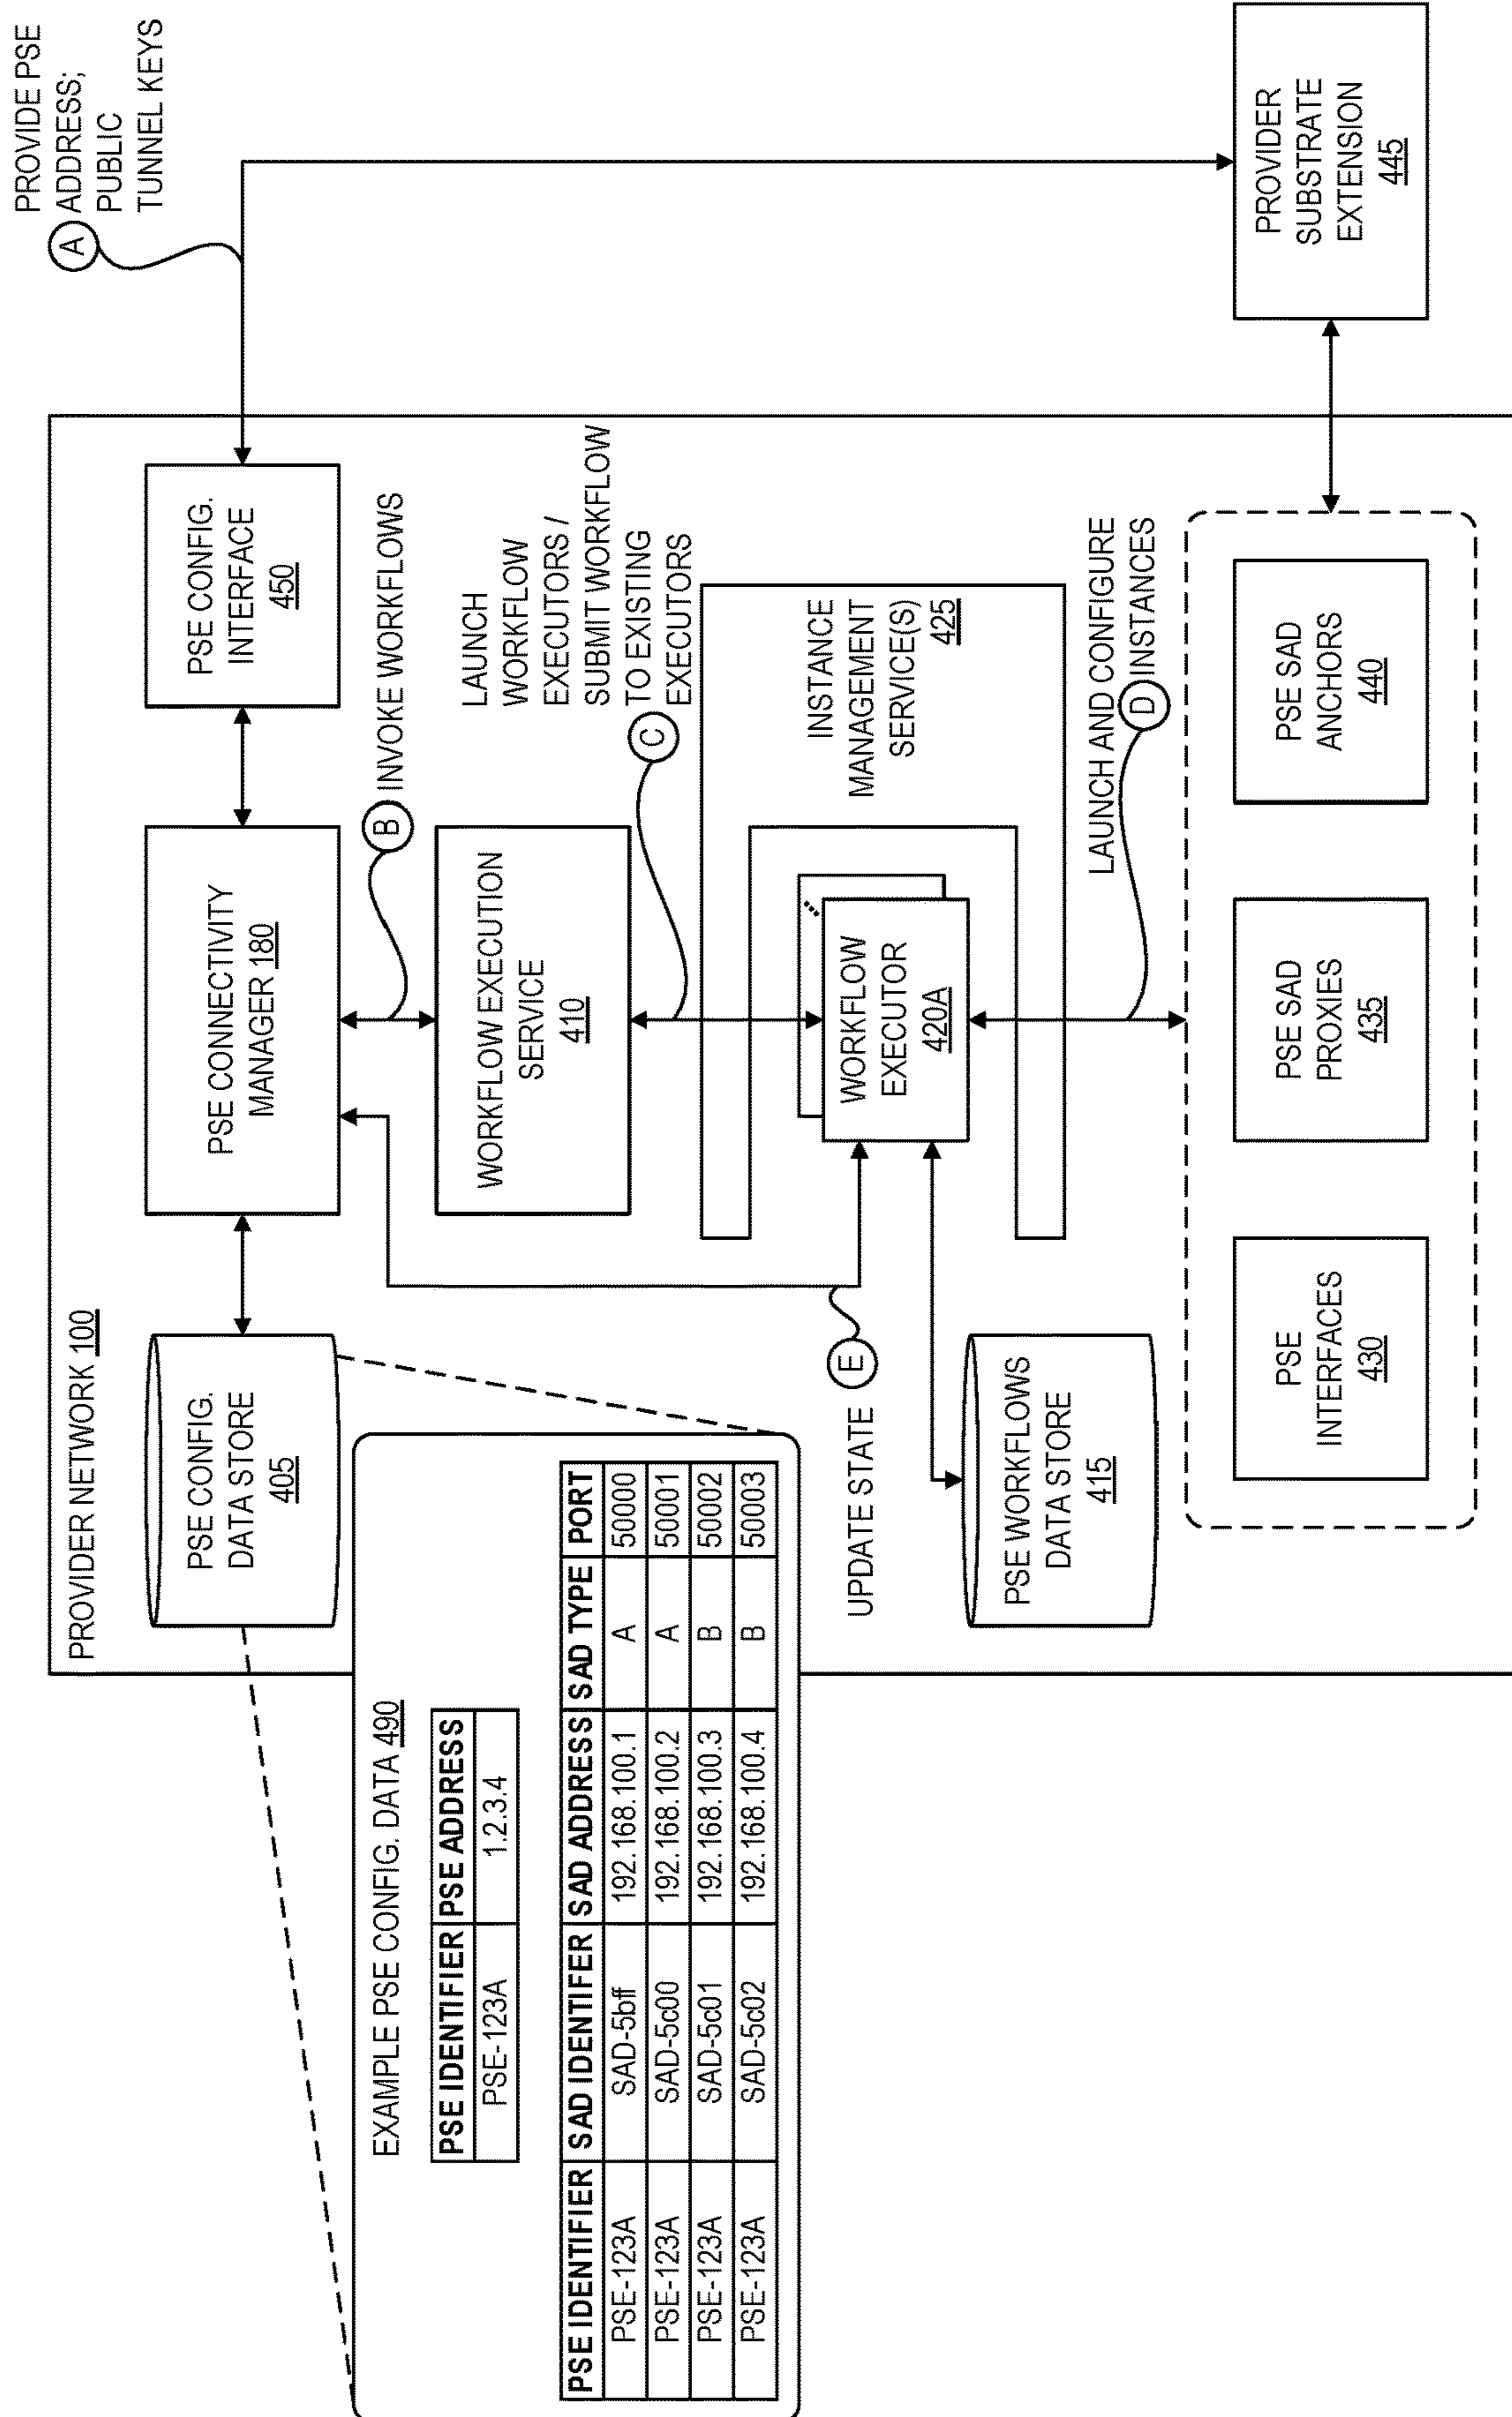 PROVIDER NETWORK 100
PSE CONFIG.
DATA STORE
405
PSE CONNECTIVITY
MANAGER 180
PSE CONFIG.
INTERFACE
450
PROVIDE PSE
A ADDRESS;
PUBLIC
TUNNEL KEYS
B INVOKE WORKFLOWS
EXAMPLE PSE CONFIG. DATA 490
PSE IDENTIFIER PSE ADDRESS
PSE-123A 1.2.3.4
PSE IDENTIFIER SAD IDENTIFER SAD ADDRESS SAD TYPE PORT
PSE-123A SAD-5bff 192.168.100.1 A 50000
PSE-123A SAD-5c00 192.168.100.2 A 50001
PSE-123A SAD-5c01 192.168.100.3 B 50002
PSE-123A SAD-5c02 192.168.100.4 B 50003
WORKFLOW EXECUTION
SERVICE
410
LAUNCH
WORKFLOW
EXECUTORS /
SUBMIT WORKFLOW
C TO EXISTING
EXECUTORS
INSTANCE
MANAGEMENT
SERVICE(S)
425
WORKFLOW
EXECUTOR
420A
UPDATE STATE E
PSE WORKFLOWS
DATA STORE
415
LAUNCH AND CONFIGURE
D INSTANCES
PSE
INTERFACES
430
PSE SAD
PROXIES
435
PSE SAD
ANCHORS
440
PROVIDER
SUBSTRATE
EXTENSION
445